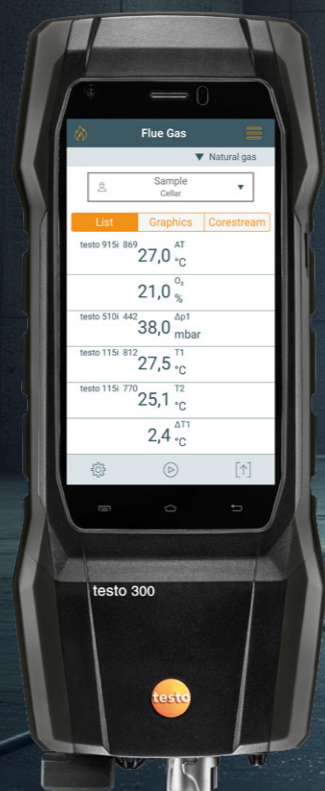 Flue Gas
Natural gas
Sample
Cellar
List Graphics Corestream
testo 915i 869 27,0 AT °C
21,0 O₂ %
testo 510i 442 38,0 Δp1 mbar
testo 115i 812 27,5 T1 °C
testo 115i 770 25,1 T2 °C
2,4 ΔT1 °C
testo 300
testo